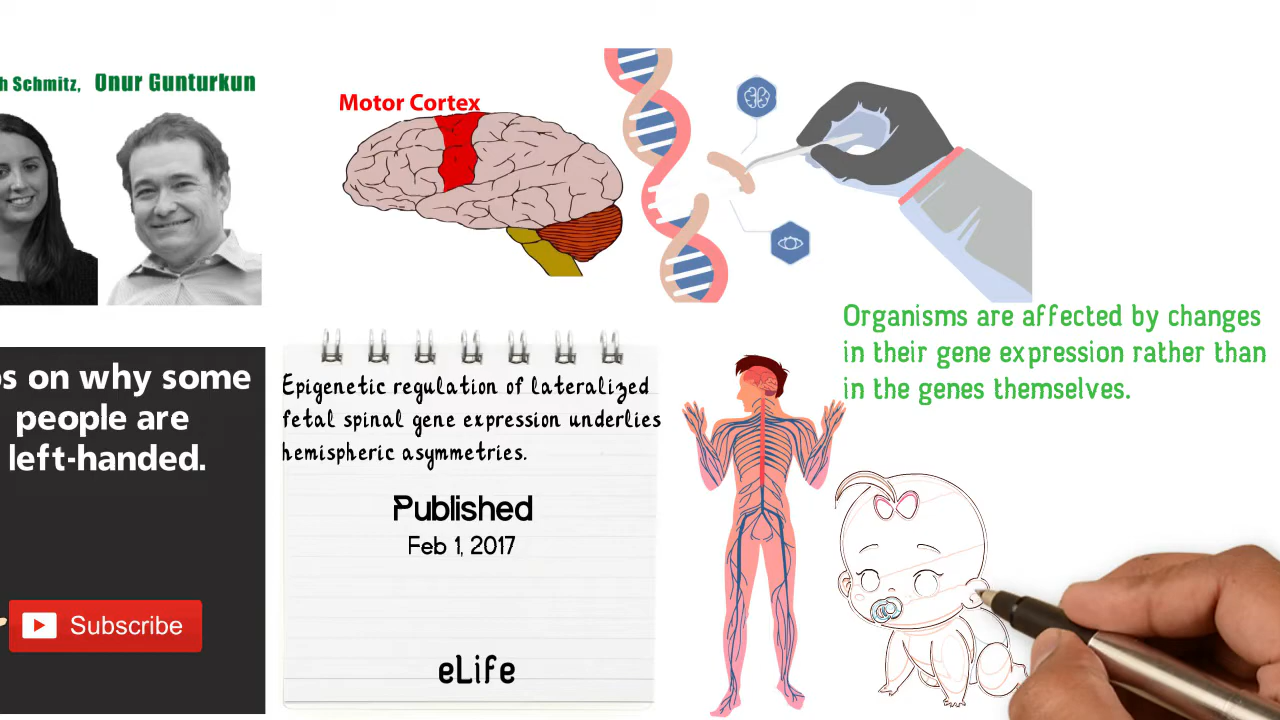 Schmitz, Onur Gunturkun
Motor Cortex
Organisms are affected by changes
in their gene expression rather than
in the genes themselves.
on why some
people are
left-handed.
Subscribe
Epigenetic regulation of lateralized
fetal spinal gene expression underlies
hemispheric asymmetries.
Published
Feb 1, 2017
eLife